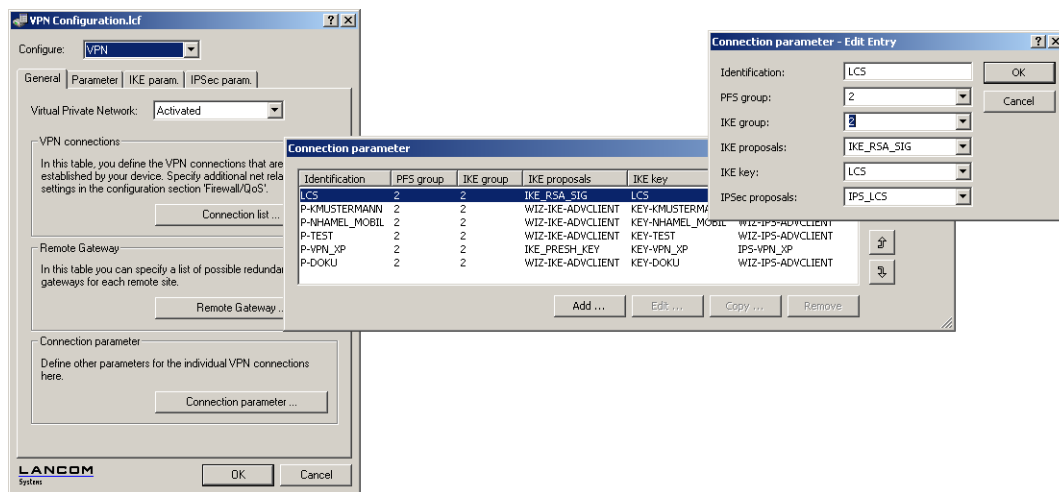 VPN Configuration.lcf
Configure: VPN
General Parameter IKE param. IPSec param.
Virtual Private Network: Activated
VPN connections
In this table, you define the VPN connections that are
established by your device. Specify additional net rela
settings in the configuration section 'Firewall/QoS'.
Connection list ...
Remote Gateway
In this table you can specify a list of possible redundan
gateways for each remote site.
Remote Gateway ..
Connection parameter
Define other parameters for the individual VPN connections
here.
Connection parameter ...
LANCOM
Systems
OK Cancel
Connection parameter
Identification PFS group IKE group IKE proposals IKE key
LCS 2 2 IKE_RSA_SIG LCS
P-KMUSTERMANN 2 2 WIZ-IKE-ADVCLIENT KEY-KMUSTERMA
P-NHAMEL_MOBIL 2 2 WIZ-IKE-ADVCLIENT KEY-NHAMEL_MOBIL WIZ-IPS-ADVCLIENT
P-TEST 2 2 WIZ-IKE-ADVCLIENT KEY-TEST WIZ-IPS-ADVCLIENT
P-VPN_XP 2 2 IKE_PRESH_KEY KEY-VPN_XP IPS-VPN_XP
P-DOKU 2 2 WIZ-IKE-ADVCLIENT KEY-DOKU WIZ-IPS-ADVCLIENT
Add ... Edit ... Copy ... Remove
Connection parameter - Edit Entry
Identification: LCS OK
PFS group: 2 Cancel
IKE group: 2
IKE proposals: IKE_RSA_SIG
IKE key: LCS
IPSec proposals: IPS_LCS